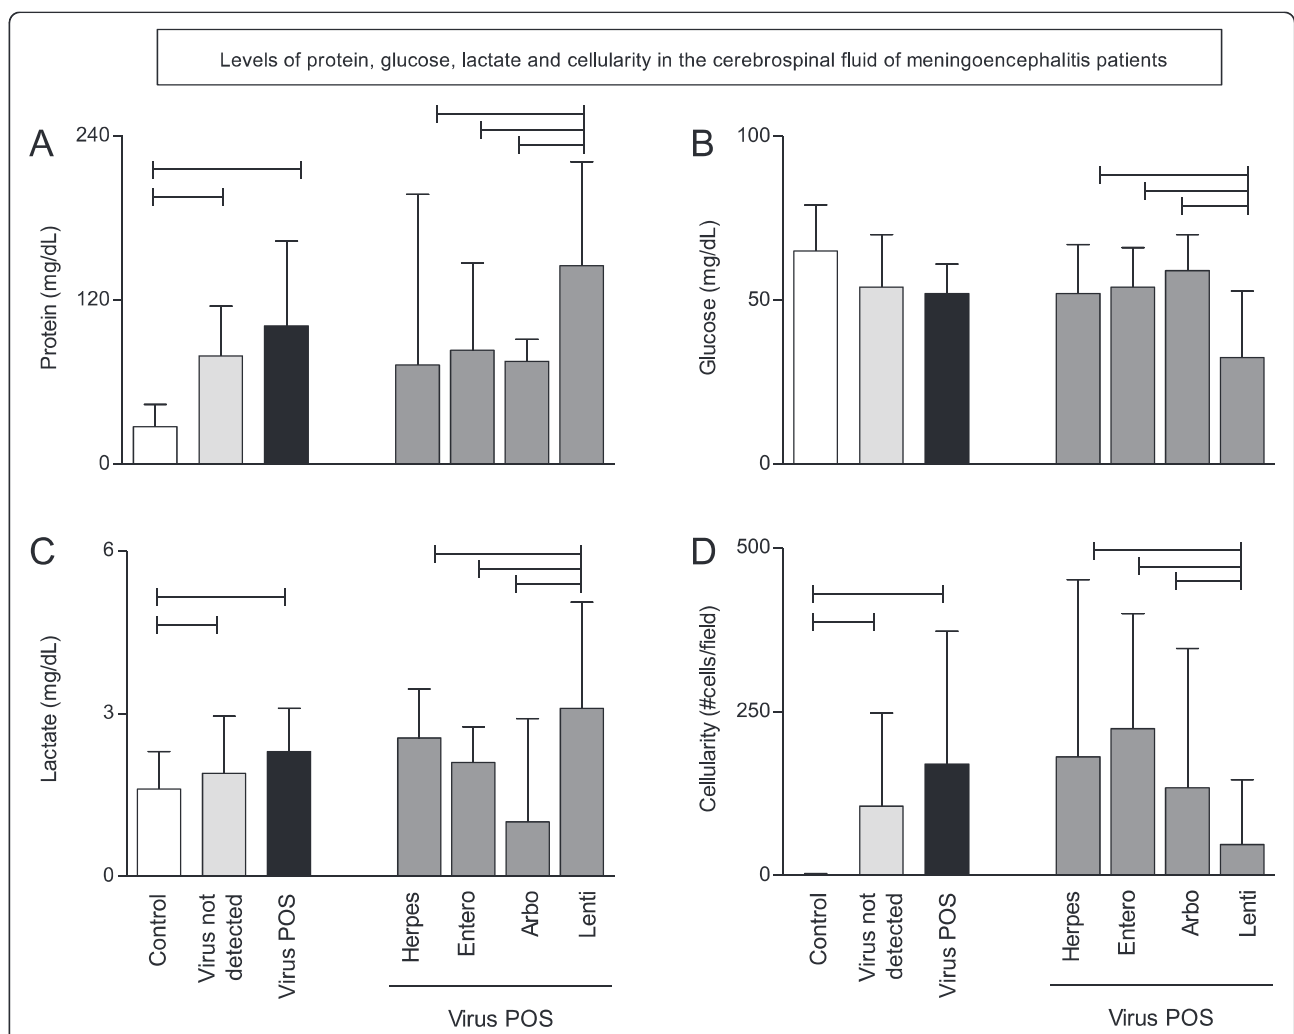 Levels of protein, glucose, lactate and cellularity in the cerebrospinal fluid of meningoencephalitis patients
A
240
120
0
Protein (mg/dL)
B
100
50
0
Glucose (mg/dL)
C
6
3
0
Lactate (mg/dL)
Control
Virus not
detected
Virus POS
Herpes
Entero
Arbo
Lenti
Virus POS
D
500
250
0
Cellularity (#cells/field)
Control
Virus not
detected
Virus POS
Herpes
Entero
Arbo
Lenti
Virus POS